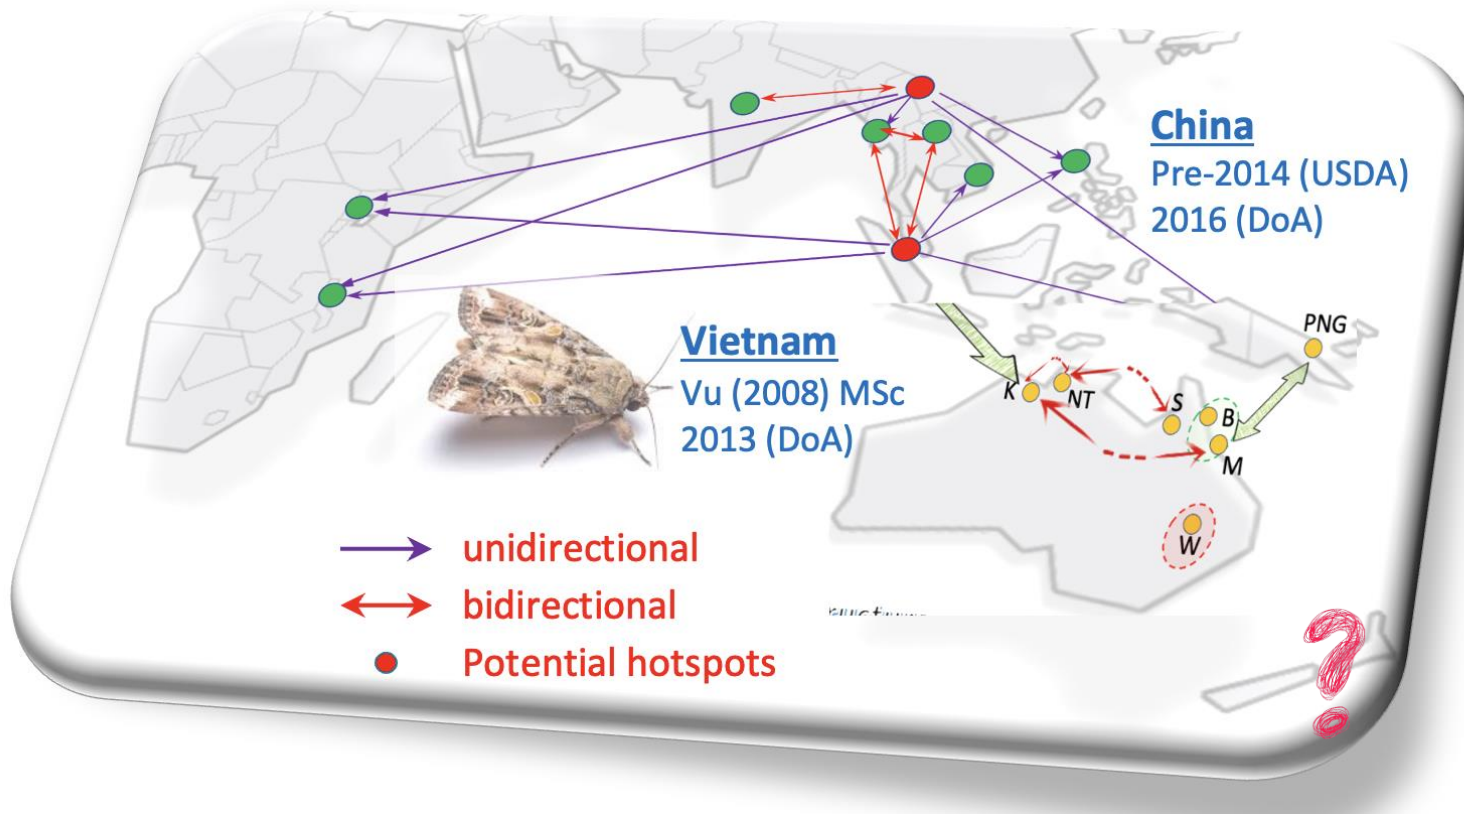 China
Pre-2014 (USDA)
2016 (DoA)
PNG
Vietnam
Vu (2008) MSc
2013 (DoA)
K
NT
S
B
M
W
unidirectional
bidirectional
Potential hotspots
?